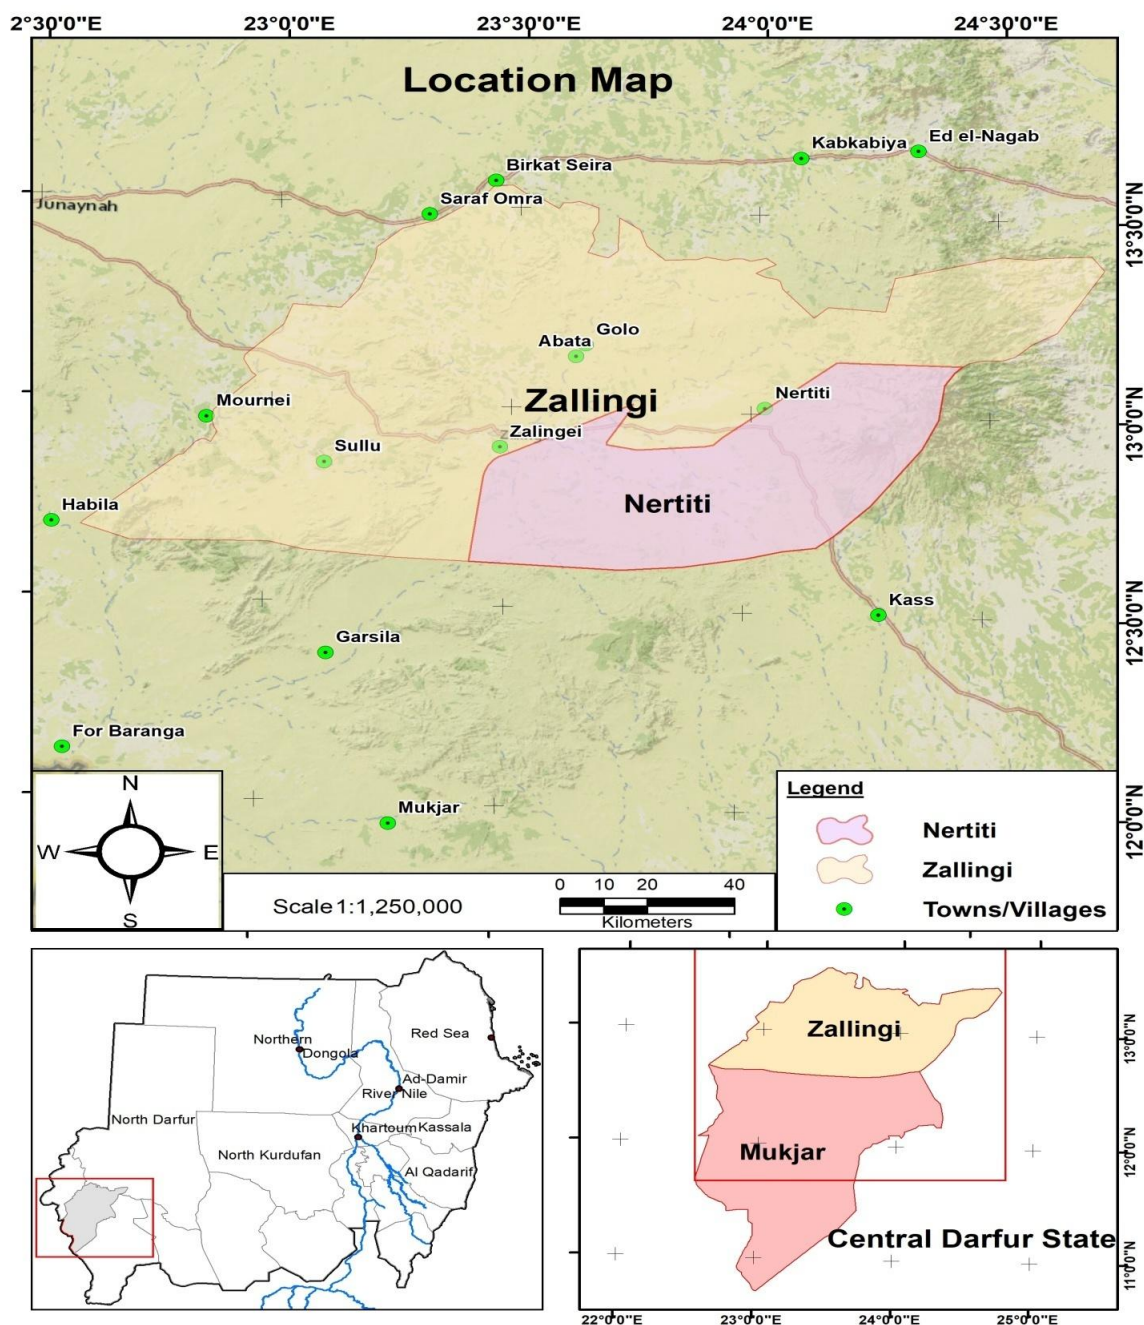 2°30'0"E 23°0'0"E 23°30'0"E 24°0'0"E 24°30'0"E
Location Map
Kabkabiya
Ed el-Nagab
Birkat Seira
Saraf Omra
Junaynah
13°30'0"N
Golo
Abata
Mournei
Zallingi
Nertiti
13°0'0"N
Zalingei
Sullu
Habila
Nertiti
Kass
12°30'0"N
Garsila
For Baranga
Mukjar
12°0'0"N
N
W E
S
Scale1:1,250,000
0 10 20 40
Kilometers
Legend
Nertiti
Zallingi
Towns/Villages
Red Sea
Northern
Dongola
Ad-Damir
River Nile
North Darfur
Khartoum
Kassala
North Kurdufan
Al Qadarif
Zallingi
13°0'0"N
Mukjar
12°0'0"N
Central Darfur State
11°0'0"N
22°0'0"E 23°0'0"E 24°0'0"E 25°0'0"E